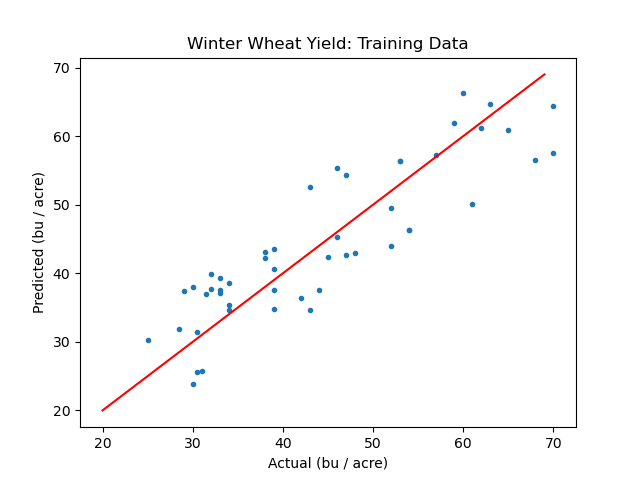 Winter Wheat Yield: Training Data
70
60
50
40
30
20
Predicted (bu / acre)
20 30 40 50 60 70
Actual (bu / acre)